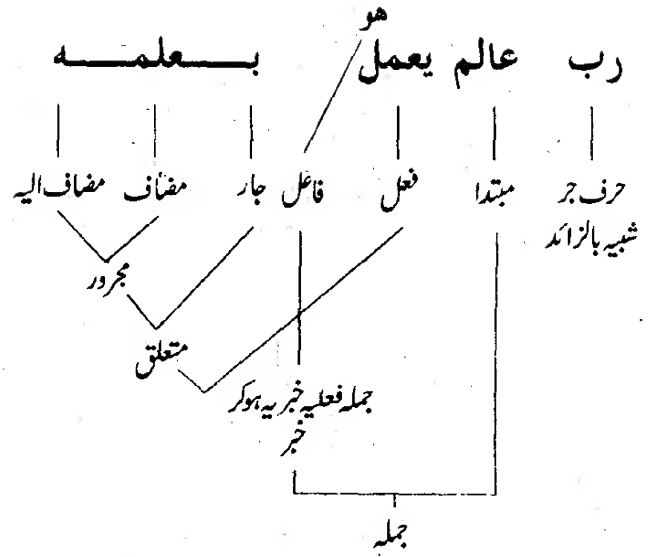 هو
رب عالم يعمل بـعلمـه
حرف جر مبتدا فعل فاعل جار مضاف مضاف الیہ
شبیہ بالزائد
مجرور
متعلق
جملہ فعلیہ خبریہ ہوکر
خبر
جملہ